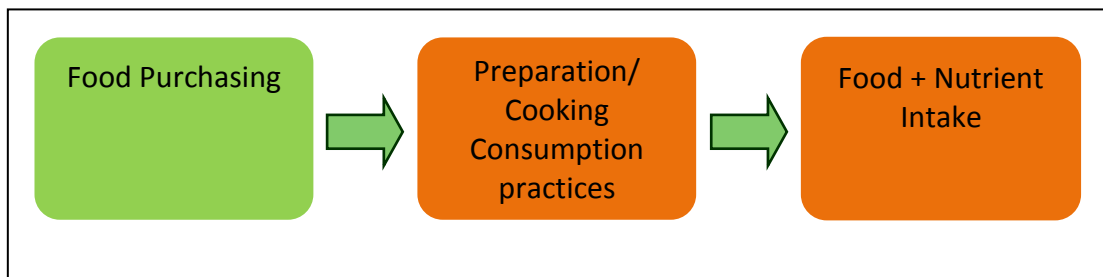 Food Purchasing
Preparation/
Cooking
Consumption
practices
Food + Nutrient
Intake